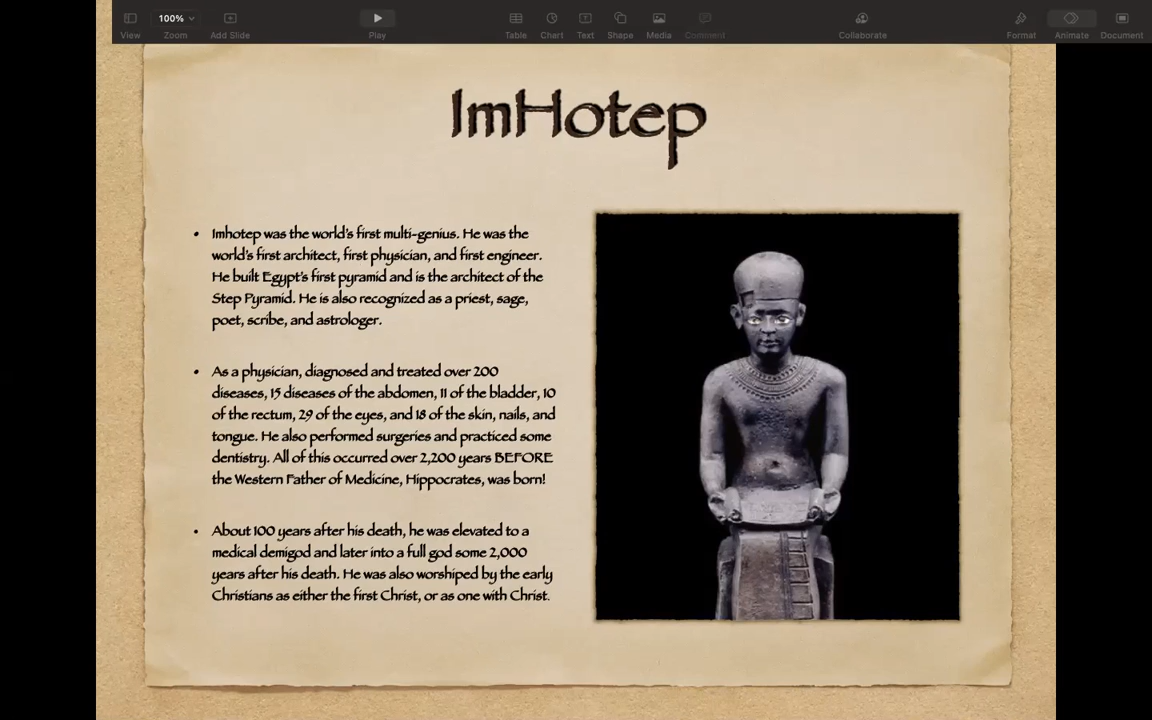 100%
View
Zoom
Add Slide
Play
Table
Chart
Text
Shape
Media
Comment
Collaborate
Format
Animate
Document
ImHotep
• Imhotep was the world's first multi-genius. He was the
world's first architect, first physician, and first engineer.
He built Egypt's first pyramid and is the architect of the
Step Pyramid. He is also recognized as a priest, sage,
poet, scribe, and astrologer.
• As a physician, diagnosed and treated over 200
diseases, 15 diseases of the abdomen, 11 of the bladder, 10
of the rectum, 29 of the eyes, and 18 of the skin, nails, and
tongue. He also performed surgeries and practiced some
dentistry. All of this occurred over 2,200 years BEFORE
the Western Father of Medicine, Hippocrates, was born!
• About 100 years after his death, he was elevated to a
medical demigod and later into a full god some 2,000
years after his death. He was also worshiped by the early
Christians as either the first Christ, or as one with Christ.